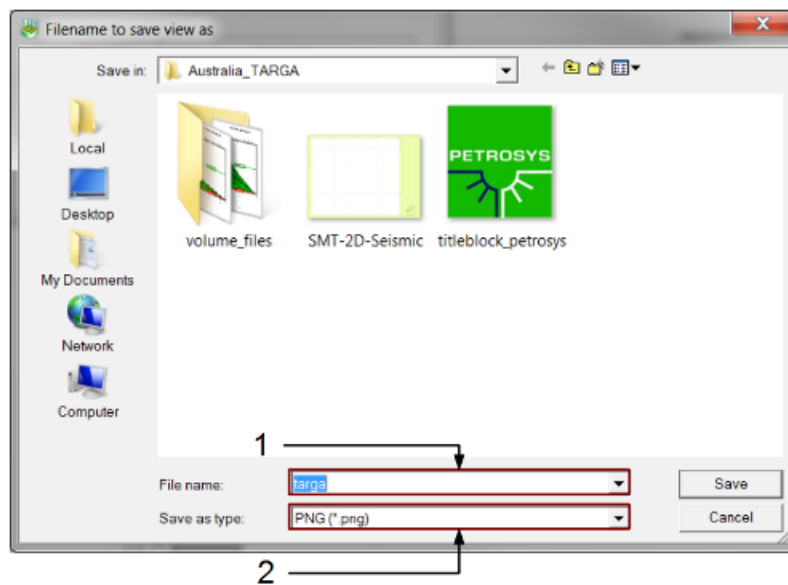 Filename to save view as
X
Save in: Australia_TARGA
Local
Desktop
My Documents
Network
Computer
PETROSYS
volume_files SMT-2D-Seismic titleblock_petrosys
1
File name: targa Save
Save as type: PNG (*.png) Cancel
2